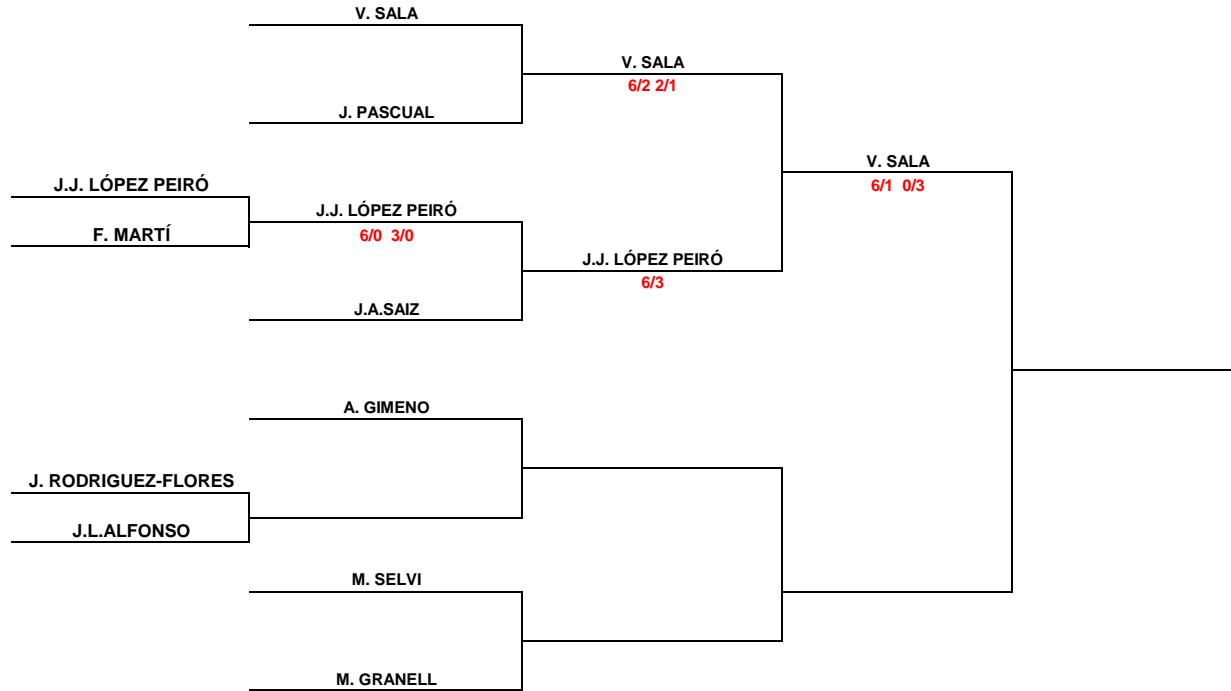 V. SALA
V. SALA
6/2 2/1
J. PASCUAL
V. SALA
6/1 0/3
J.J. LÓPEZ PEIRÓ
J.J. LÓPEZ PEIRÓ
6/0 3/0
F. MARTÍ
J.J. LÓPEZ PEIRÓ
6/3
J.A.SAIZ
A. GIMENO
J. RODRIGUEZ-FLORES
J.L.ALFONSO
M. SELVI
M. GRANELL